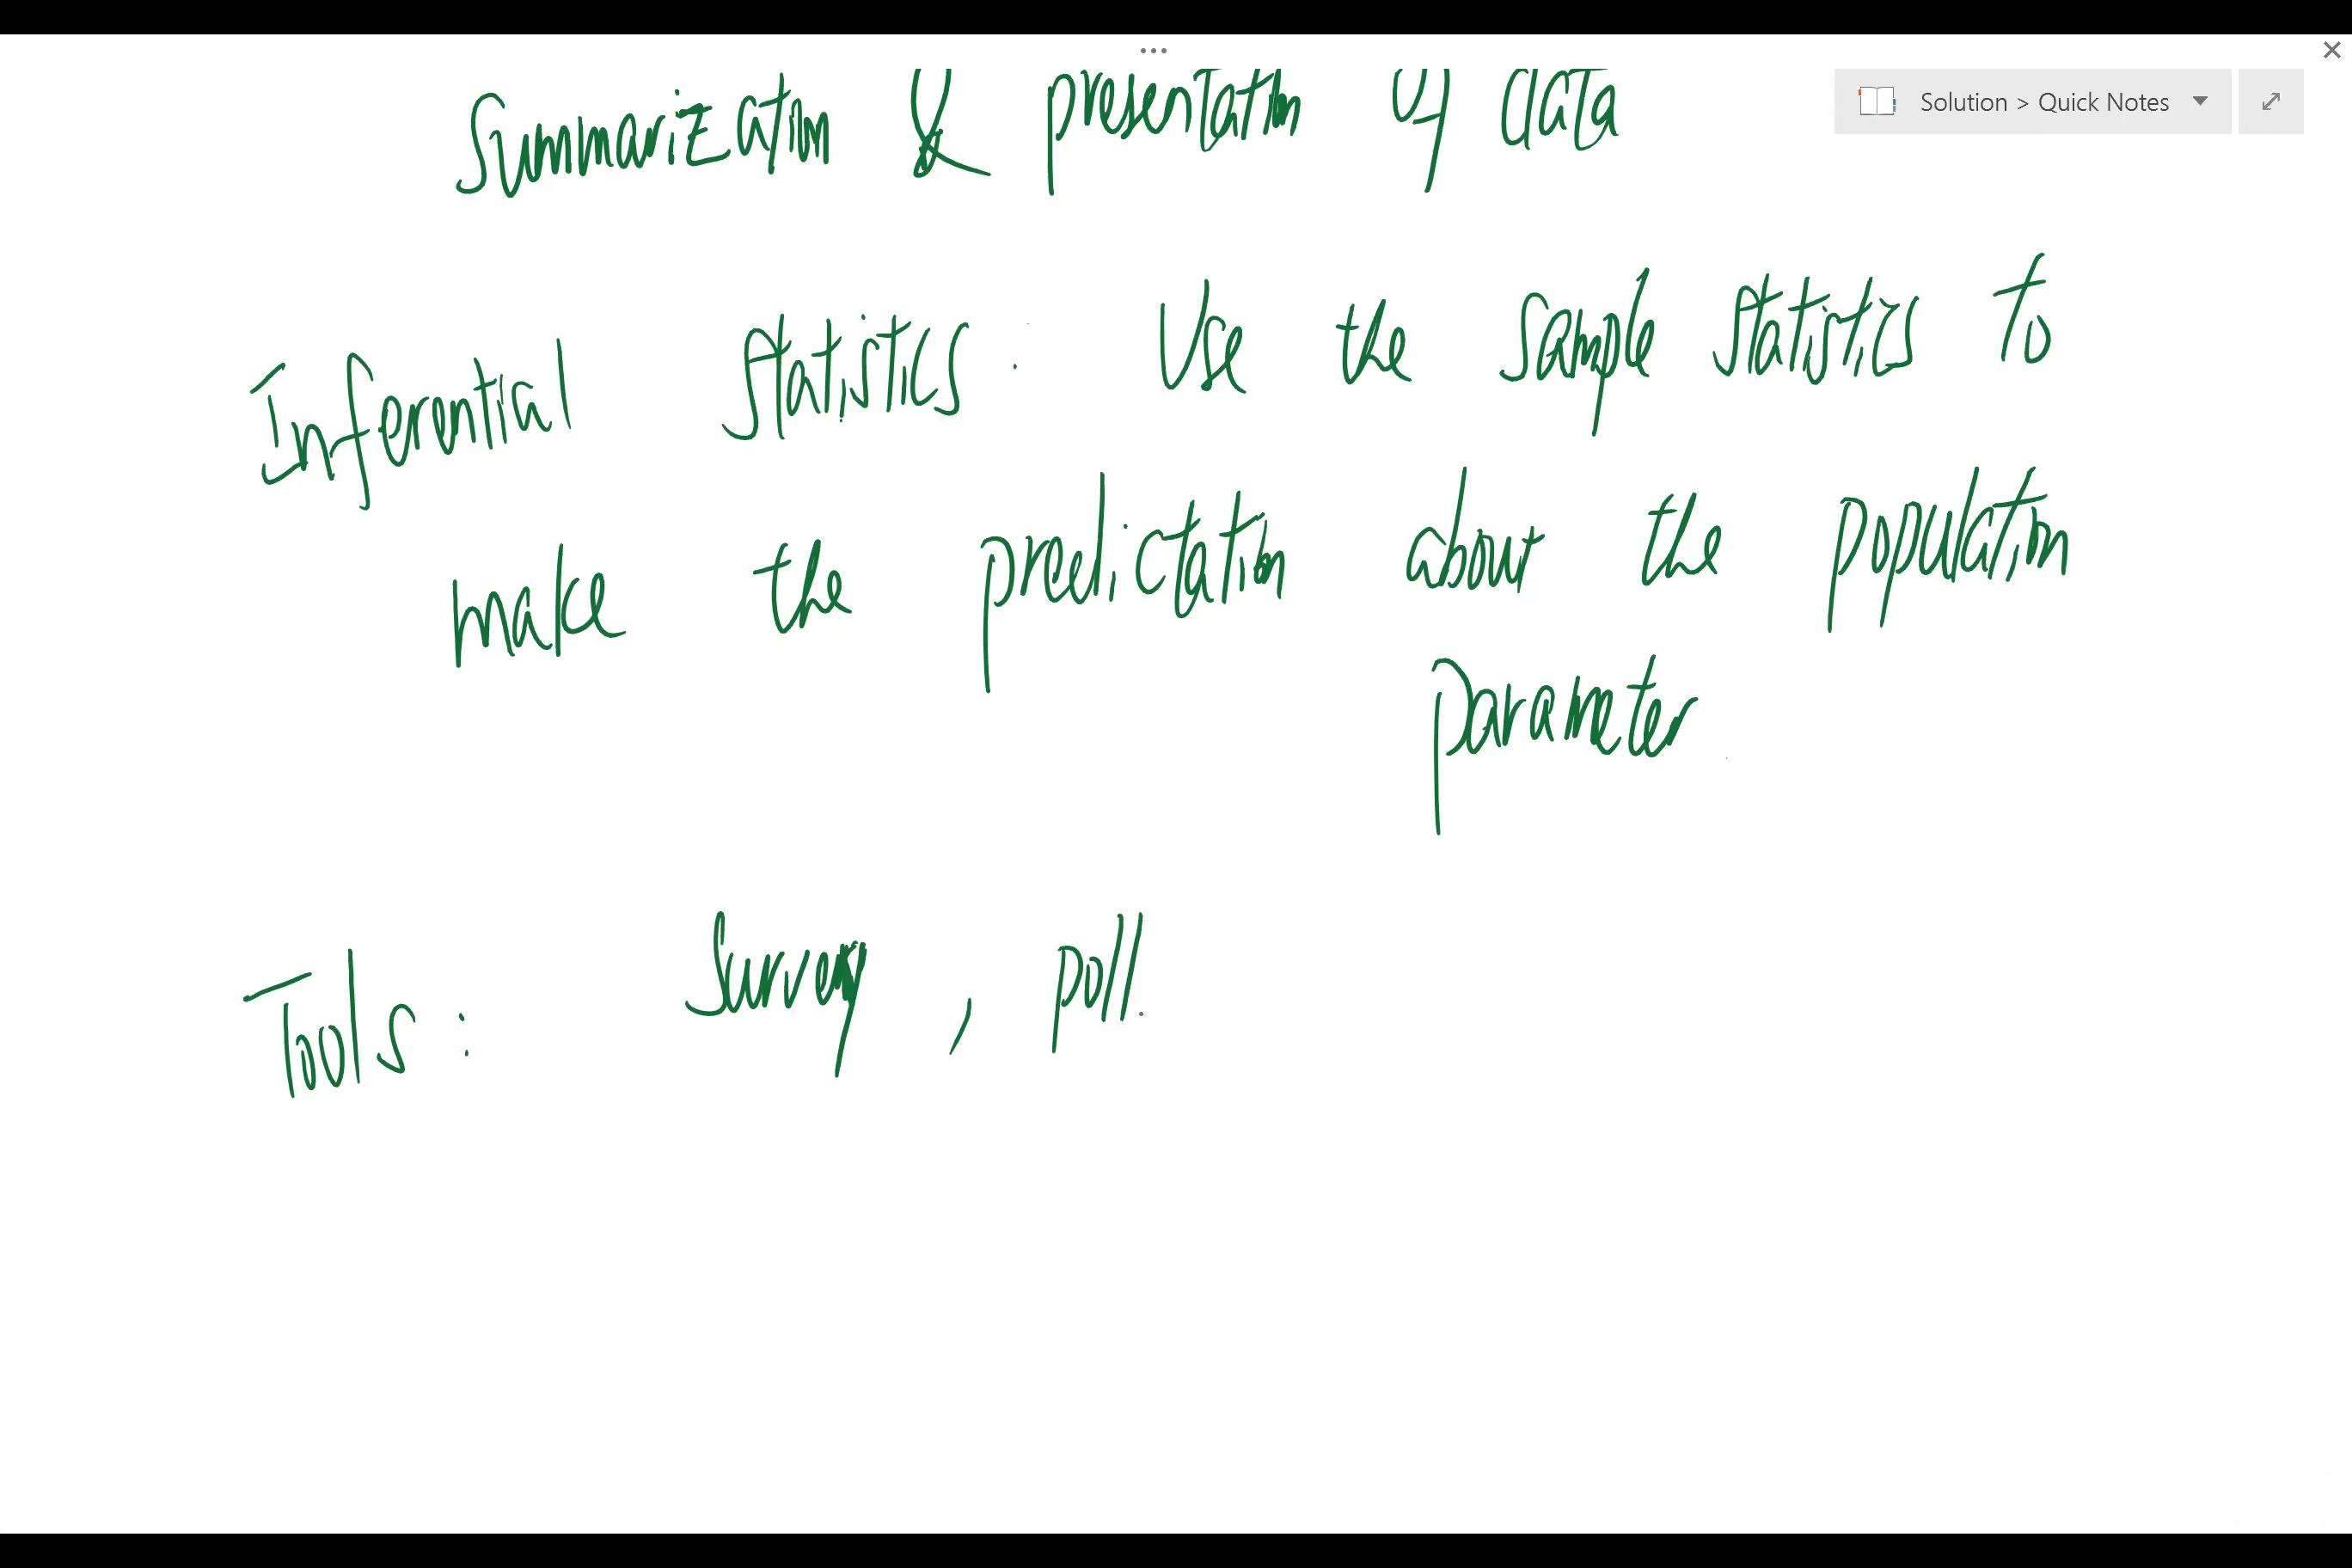 Solution > Quick Notes
Summarization & presentation of data
Inferential Statistics : Use the sample statistics to
make the prediction about the population
parameter.
Tools : Survey , poll.